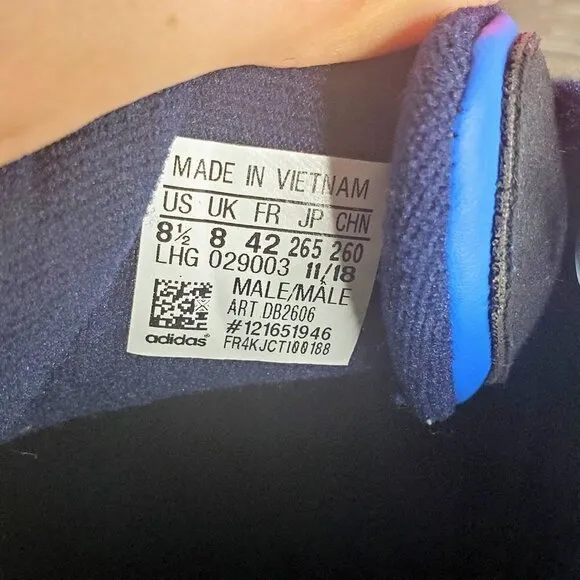 MADE IN VIETNAM
US UK FR JP CHN
8½ 8 42 265 260
LHG 029003 11/18
MALE/MÂLE
ART DB2606
#121651946
adidas® FR4KJCTI00188